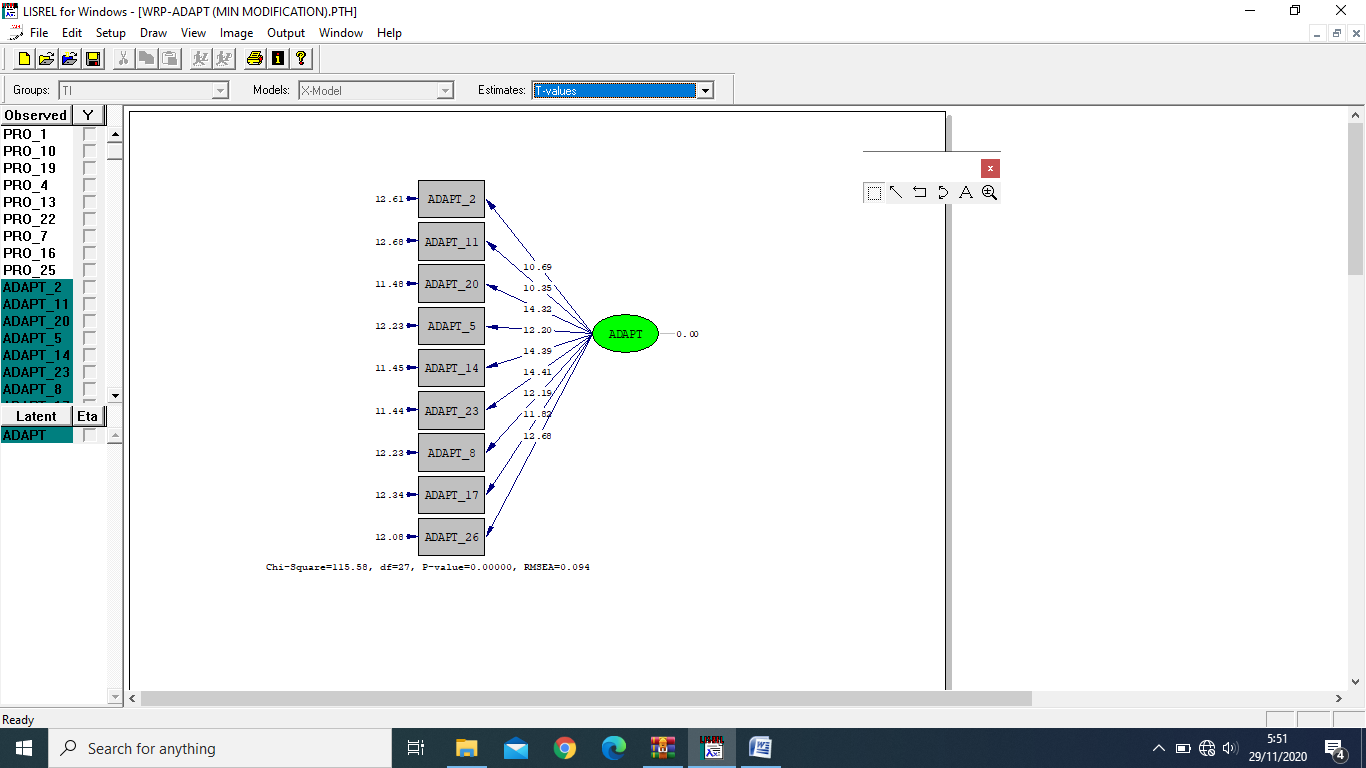 LISREL for Windows - [WRP-ADAPT (MIN MODIFICATION).PTH]
File Edit Setup Draw View Image Output Window Help
Groups: TI Models: X-Model Estimates: T-values
Observed Y
PRO_1
PRO_10
PRO_19
PRO_4
PRO_13
PRO_22
PRO_7
PRO_16
PRO_25
ADAPT_2
ADAPT_11
ADAPT_20
ADAPT_5
ADAPT_14
ADAPT_23
ADAPT_8
Latent Eta
ADAPT
12.61 ADAPT_2
12.68 ADAPT_11
11.48 ADAPT_20
12.23 ADAPT_5
11.45 ADAPT_14
11.44 ADAPT_23
12.23 ADAPT_8
12.34 ADAPT_17
12.08 ADAPT_26
10.69
10.35
14.32
12.20
14.39
14.41
12.19
11.82
12.68
ADAPT 0.00
Chi-Square=115.58, df=27, P-value=0.00000, RMSEA=0.094
A
Ready
Search for anything
5:51
29/11/2020
4